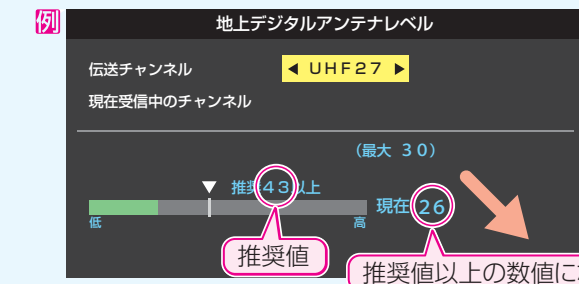 例
地上デジタルアンテナレベル
伝送チャンネル
◀ UHF27 ▶
現在受信中のチャンネル
(最大 30)
▼ 推奨43以上
現在 26
低
高
推奨値
推奨値以上の数値に